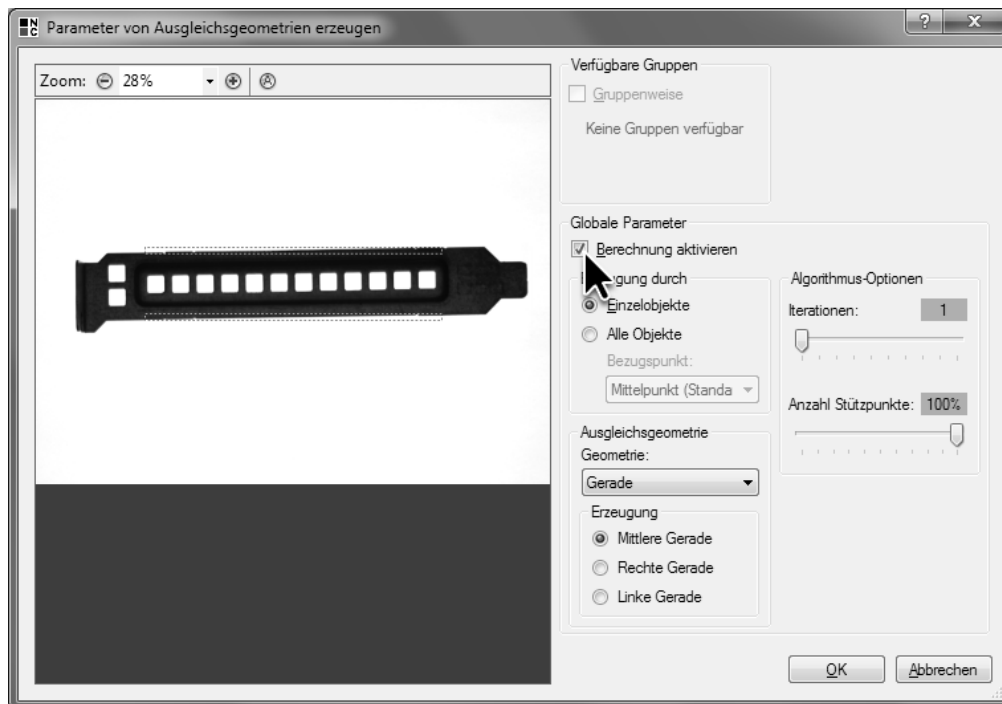 NC Parameter von Ausgleichsgeometrien erzeugen
Zoom: 28%
Verfügbare Gruppen
Gruppenweise
Keine Gruppen verfügbar
Globale Parameter
Berechnung aktivieren
gung durch
Einzelobjekte
Alle Objekte
Bezugspunkt:
Mittelpunkt (Standa
Algorithmus-Optionen
Iterationen: 1
Anzahl Stützpunkte: 100%
Ausgleichsgeometrie
Geometrie:
Gerade
Erzeugung
Mittlere Gerade
Rechte Gerade
Linke Gerade
OK
Abbrechen